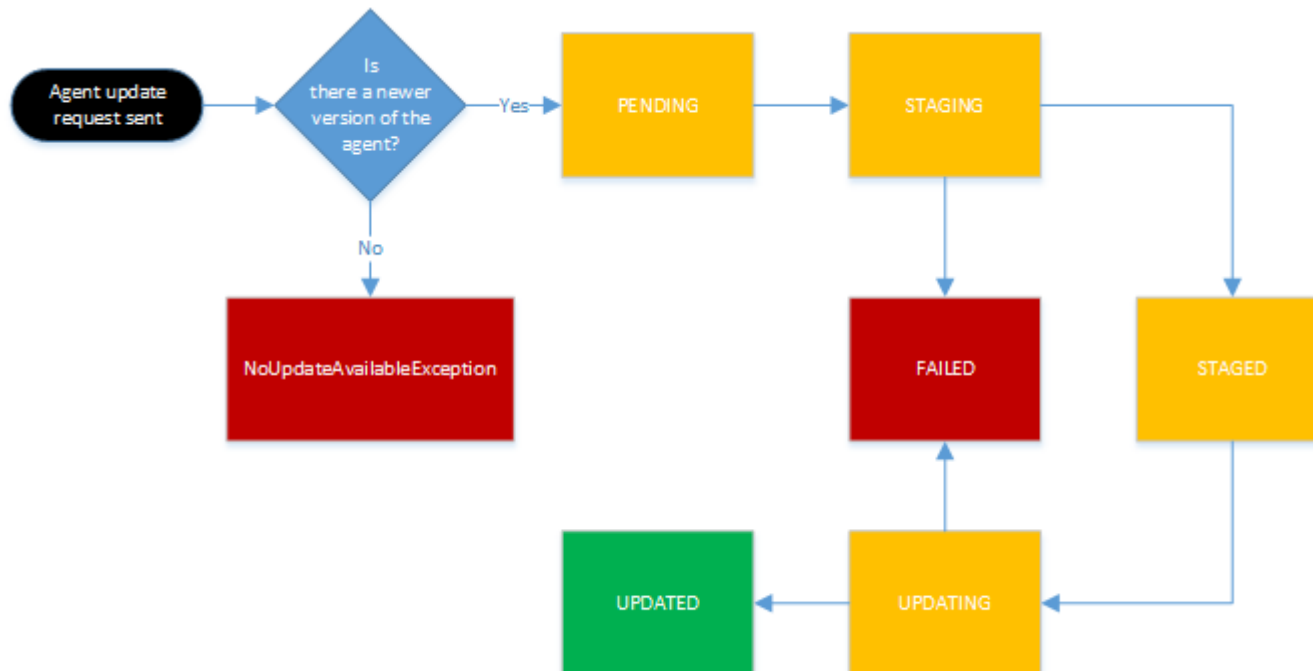 Agent update
request sent
Is
there a newer
version of the
agent?
Yes
PENDING
STAGING
No
NoUpdateAvailableException
FAILED
STAGED
UPDATED
UPDATING